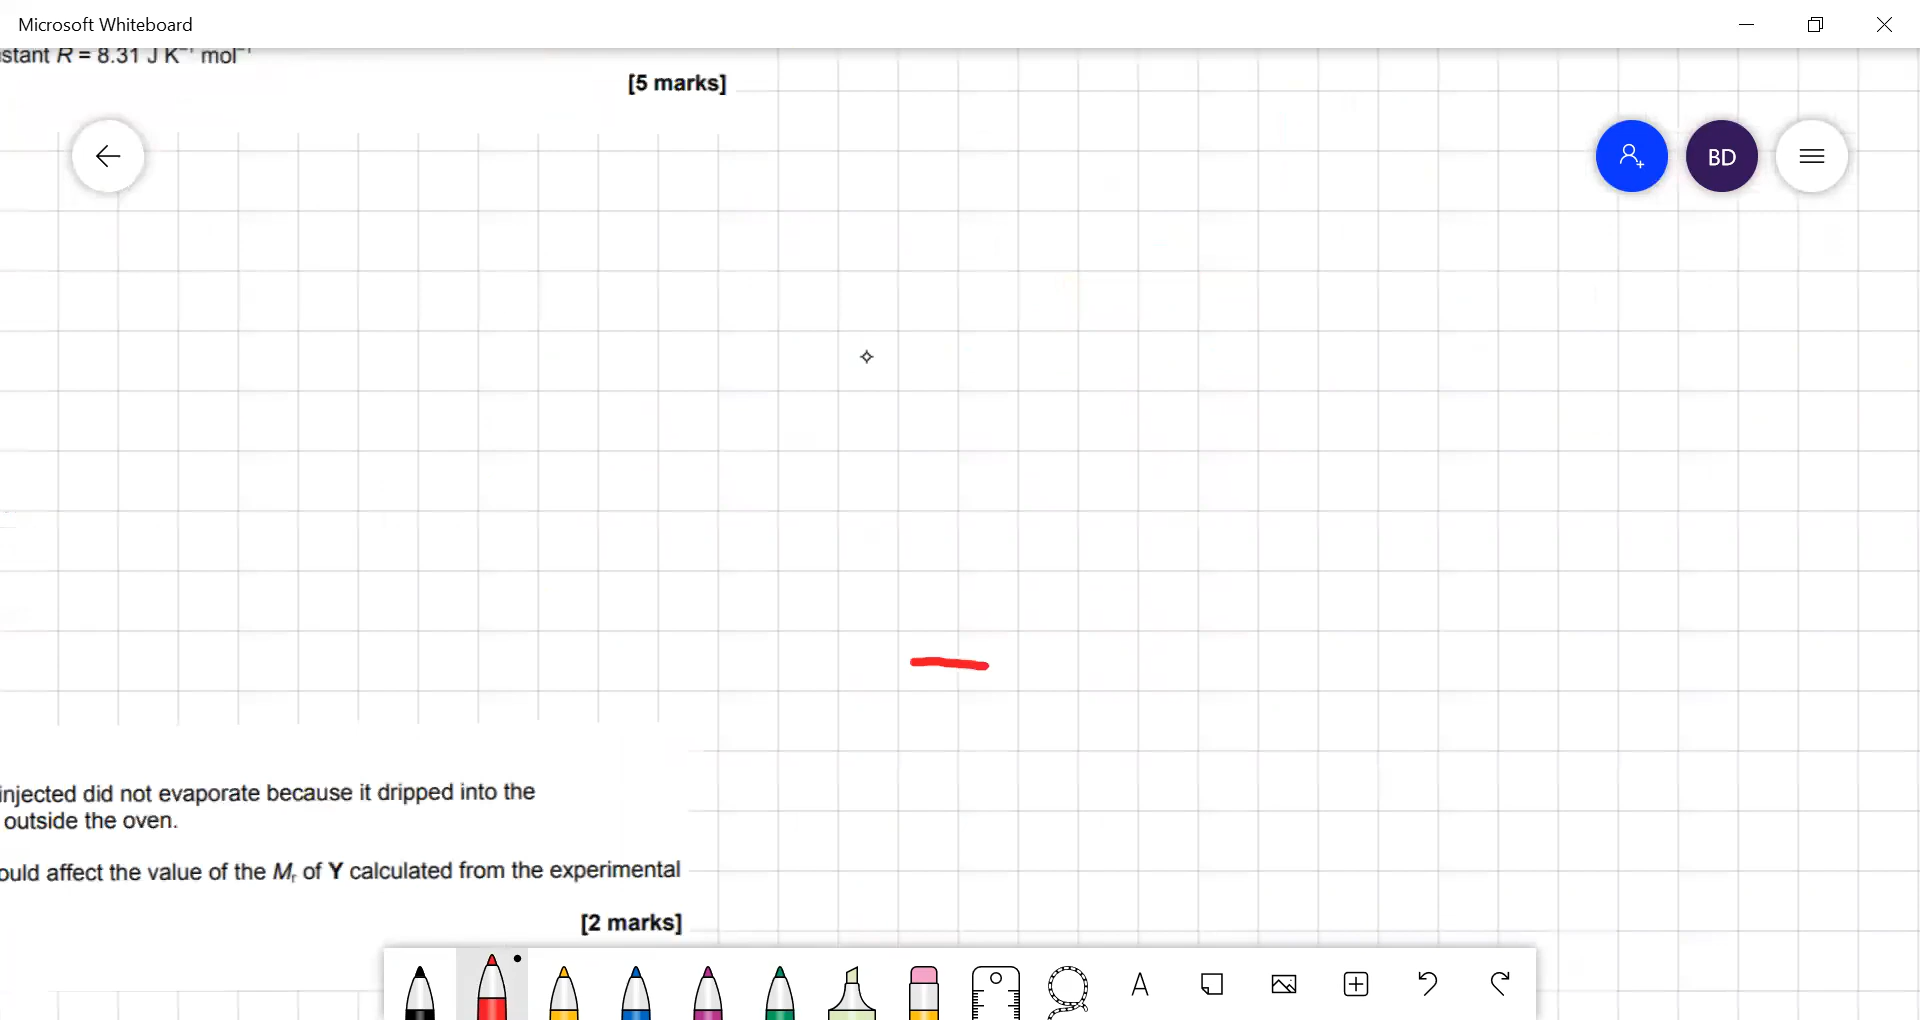 Microsoft Whiteboard
stant R = 8.31 J K⁻¹ mol⁻¹
[5 marks]
BD
injected did not evaporate because it dripped into the
outside the oven.
ould affect the value of the Mᵣ of Y calculated from the experimental
[2 marks]
A